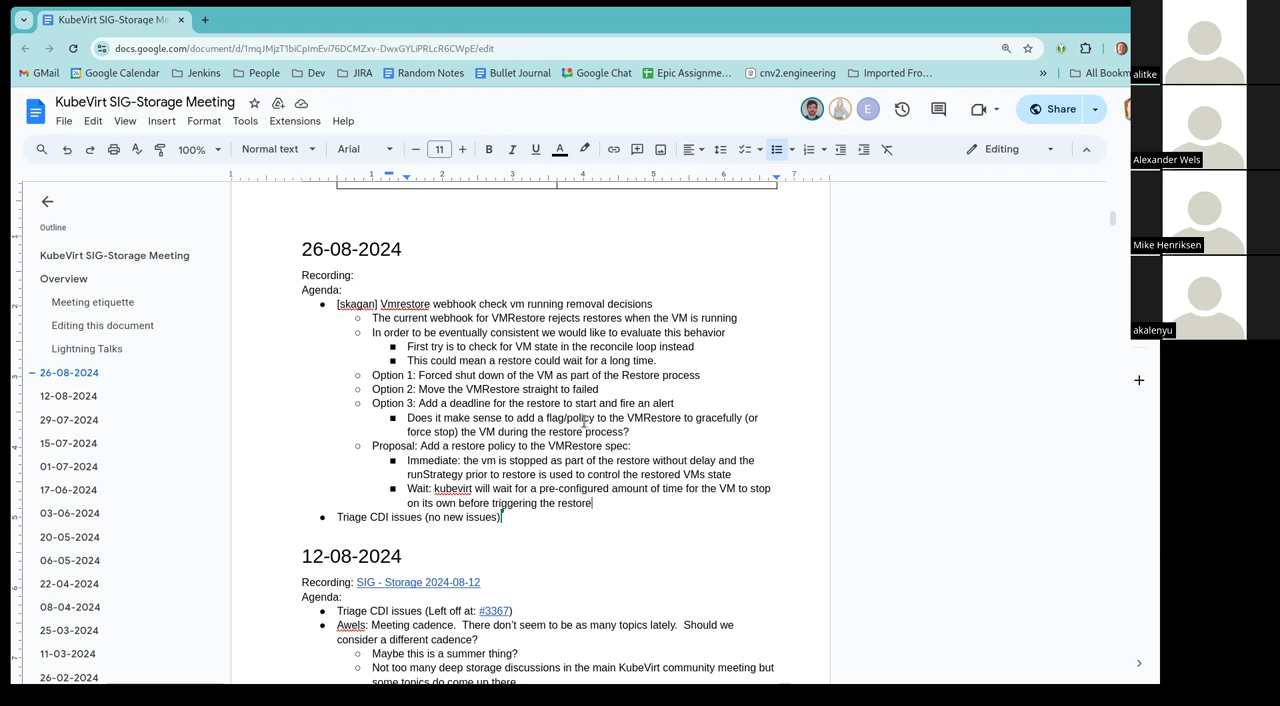 KubeVirt SIG-Storage Me
docs.google.com/document/d/1mqJMjzT1biCpImEvi76DCMZxv-DwxGYLiPRLcR6CWpE/edit
GMail
Google Calendar
Jenkins
People
Dev
JIRA
Random Notes
Bullet Journal
Google Chat
Epic Assignme...
cnv2.engineering
Imported Fro...
»
All Bookm
KubeVirt SIG-Storage Meeting
File Edit View Insert Format Tools Extensions Help
E
Share
100%
Normal text
Arial
11
B I U A
Editing
1 1 2 3 4 5 6 7
Outline
KubeVirt SIG-Storage Meeting
Overview
Meeting etiquette
Editing this document
Lightning Talks
26-08-2024
12-08-2024
29-07-2024
15-07-2024
01-07-2024
17-06-2024
03-06-2024
20-05-2024
06-05-2024
22-04-2024
08-04-2024
25-03-2024
11-03-2024
26-02-2024
26-08-2024
Recording:
Agenda:
[skagan] Vmrestore webhook check vm running removal decisions
The current webhook for VMRestore rejects restores when the VM is running
In order to be eventually consistent we would like to evaluate this behavior
First try is to check for VM state in the reconcile loop instead
This could mean a restore could wait for a long time.
Option 1: Forced shut down of the VM as part of the Restore process
Option 2: Move the VMRestore straight to failed
Option 3: Add a deadline for the restore to start and fire an alert
Does it make sense to add a flag/policy to the VMRestore to gracefully (or
force stop) the VM during the restore process?
Proposal: Add a restore policy to the VMRestore spec:
Immediate: the vm is stopped as part of the restore without delay and the
runStrategy prior to restore is used to control the restored VMs state
Wait: kubevirt will wait for a pre-configured amount of time for the VM to stop
on its own before triggering the restore
Triage CDI issues (no new issues)
12-08-2024
Recording: SIG - Storage 2024-08-12
Agenda:
Triage CDI issues (Left off at: #3367)
Awels: Meeting cadence.  There don't seem to be as many topics lately.  Should we
consider a different cadence?
Maybe this is a summer thing?
Not too many deep storage discussions in the main KubeVirt community meeting but
some topics do come up there
alitke
Alexander Wels
Mike Henriksen
akalenyu